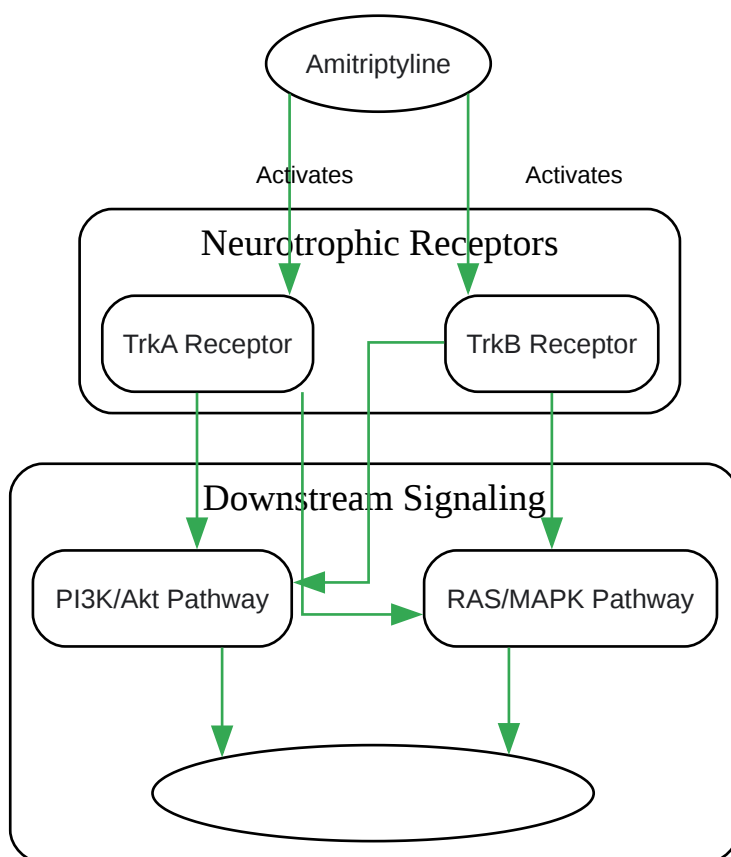 Amitriptyline
Activates
Activates
Neurotrophic Receptors
TrkA Receptor
TrkB Receptor
Downstream Signaling
PI3K/Akt Pathway
RAS/MAPK Pathway